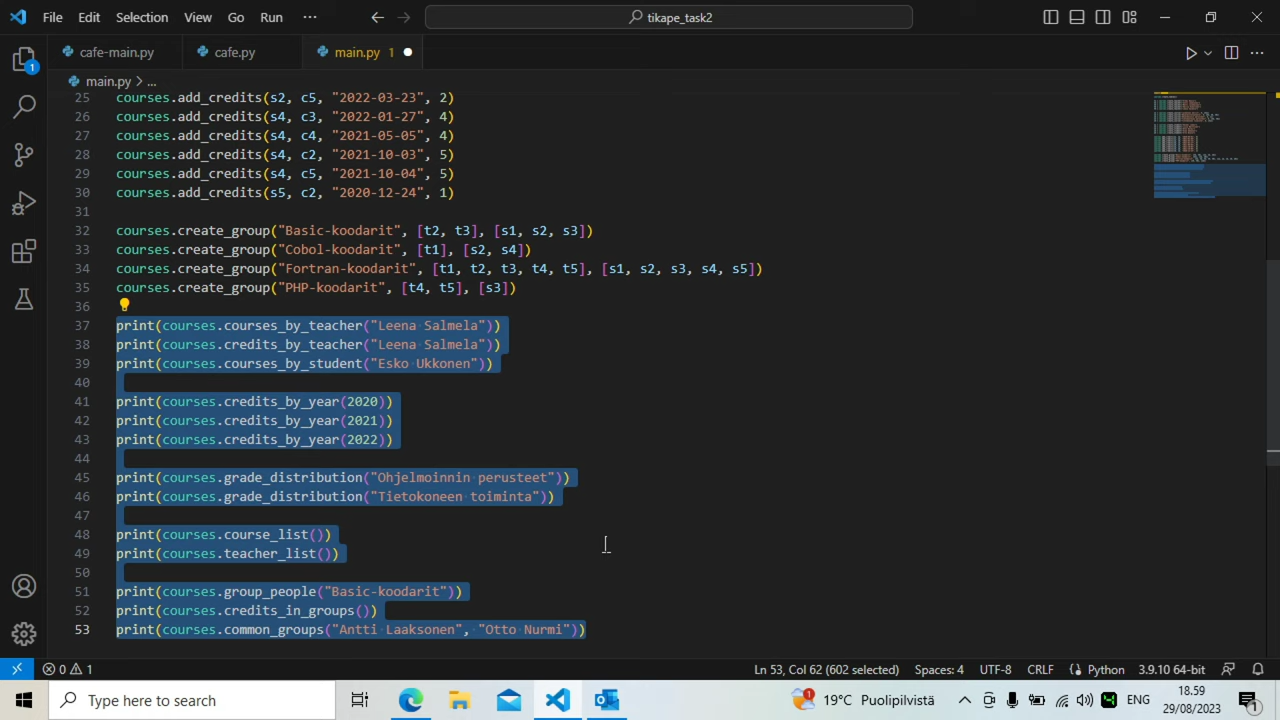 File Edit Selection View Go Run ··· tikape_task2
cafe-main.py cafe.py main.py 1
main.py > ...
25 courses.add_credits(s2, c5, "2022-03-23", 2)
26 courses.add_credits(s4, c3, "2022-01-27", 4)
27 courses.add_credits(s4, c4, "2021-05-05", 4)
28 courses.add_credits(s4, c2, "2021-10-03", 5)
29 courses.add_credits(s4, c5, "2021-10-04", 5)
30 courses.add_credits(s5, c2, "2020-12-24", 1)
31
32 courses.create_group("Basic-koodarit", [t2, t3], [s1, s2, s3])
33 courses.create_group("Cobol-koodarit", [t1], [s2, s4])
34 courses.create_group("Fortran-koodarit", [t1, t2, t3, t4, t5], [s1, s2, s3, s4, s5])
35 courses.create_group("PHP-koodarit", [t4, t5], [s3])
36
37 print(courses.courses_by_teacher("Leena Salmela"))
38 print(courses.credits_by_teacher("Leena Salmela"))
39 print(courses.courses_by_student("Esko Ukkonen"))
40
41 print(courses.credits_by_year(2020))
42 print(courses.credits_by_year(2021))
43 print(courses.credits_by_year(2022))
44
45 print(courses.grade_distribution("Ohjelmoinnin perusteet"))
46 print(courses.grade_distribution("Tietokoneen toiminta"))
47
48 print(courses.course_list())
49 print(courses.teacher_list())
50
51 print(courses.group_people("Basic-koodarit"))
52 print(courses.credits_in_groups())
53 print(courses.common_groups("Antti Laaksonen", "Otto Nurmi"))
0 1 Ln 53, Col 62 (602 selected) Spaces: 4 UTF-8 CRLF Python 3.9.10 64-bit
Type here to search 1 19°C Puolipilvistä ENG 18.59
29/08/2023 1